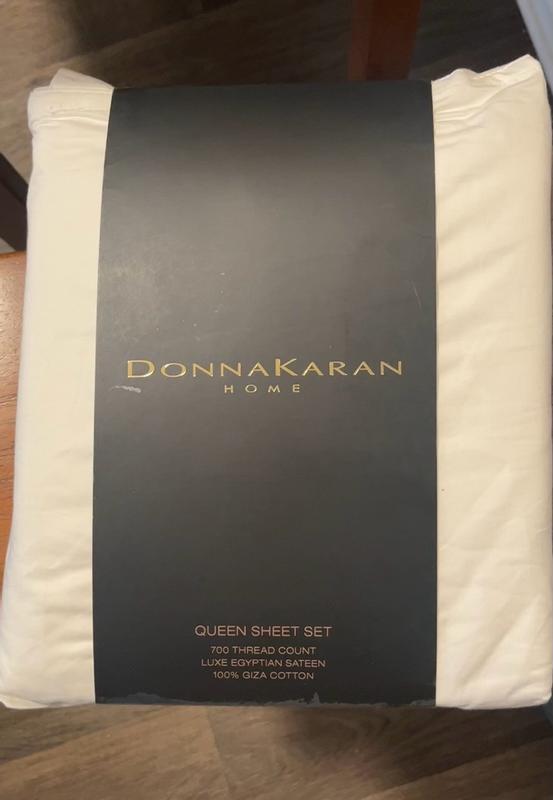 DONNAKARAN
HOME
QUEEN SHEET SET
700 THREAD COUNT
LUXE EGYPTIAN SATEEN
100% GIZA COTTON